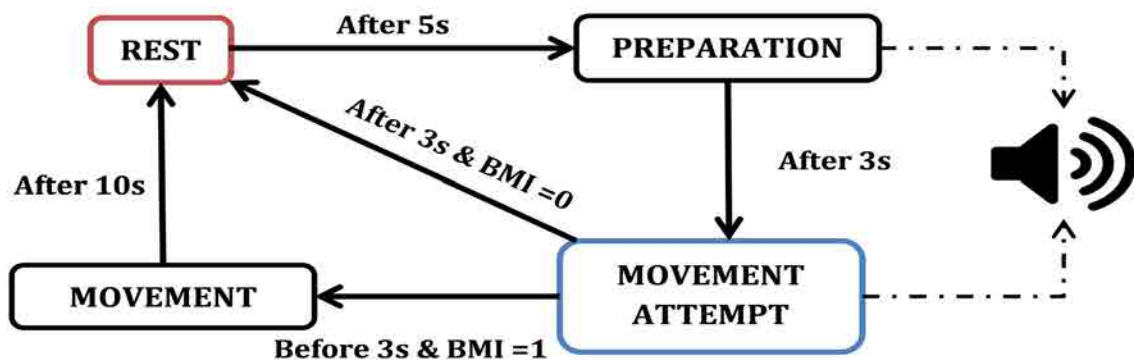 After 5s
REST
PREPARATION
After 3s & BMI =0
After 3s
After 10s
MOVEMENT
ATTEMPT
MOVEMENT
Before 3s & BMI =1